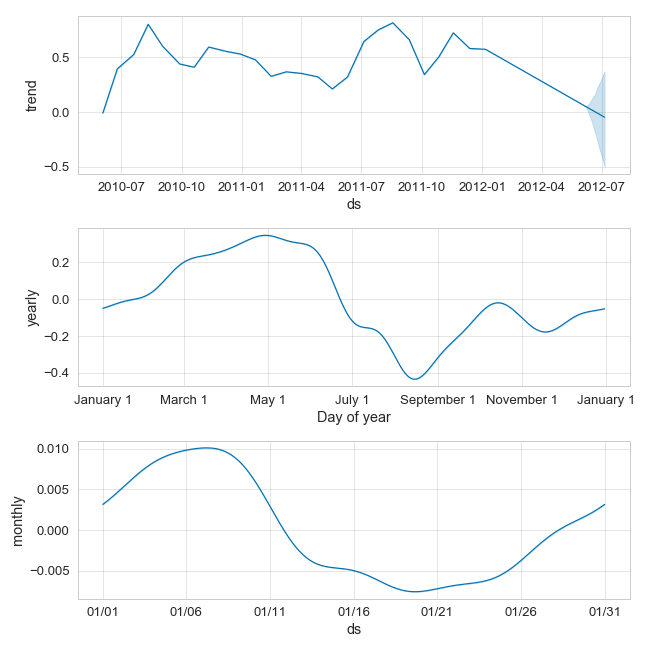 trend
0.5
0.0
−0.5
2010-07 2010-10 2011-01 2011-04 2011-07 2011-10 2012-01 2012-04 2012-07
ds
yearly
0.2
0.0
−0.2
−0.4
January 1 March 1 May 1 July 1 September 1 November 1 January 1
Day of year
monthly
0.010
0.005
0.000
−0.005
01/01 01/06 01/11 01/16 01/21 01/26 01/31
ds